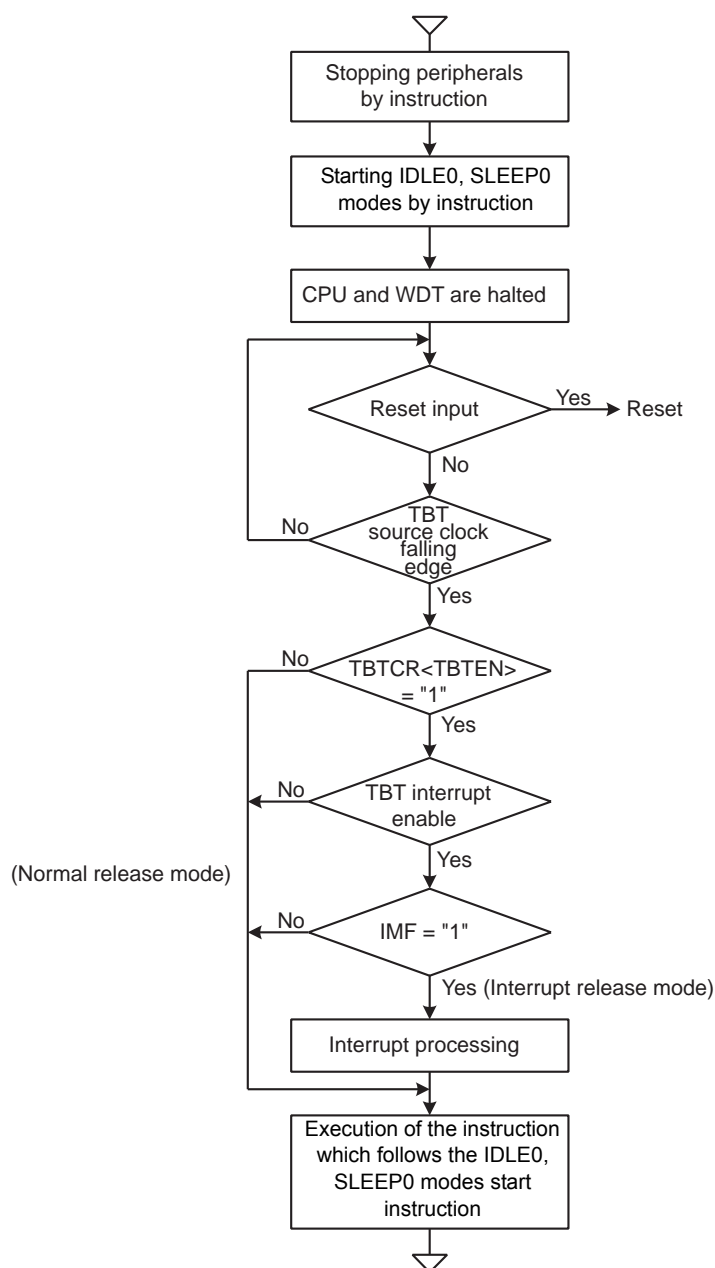 Stopping peripherals
by instruction
Starting IDLE0, SLEEP0
modes by instruction
CPU and WDT are halted
Reset input
Yes
Reset
No
No
TBT
source clock
falling
edge
Yes
No
TBTCR<TBTEN>
= "1"
Yes
No
TBT interrupt
enable
Yes
(Normal release mode)
No
IMF = "1"
Yes (Interrupt release mode)
Interrupt processing
Execution of the instruction
which follows the IDLE0,
SLEEP0 modes start
instruction